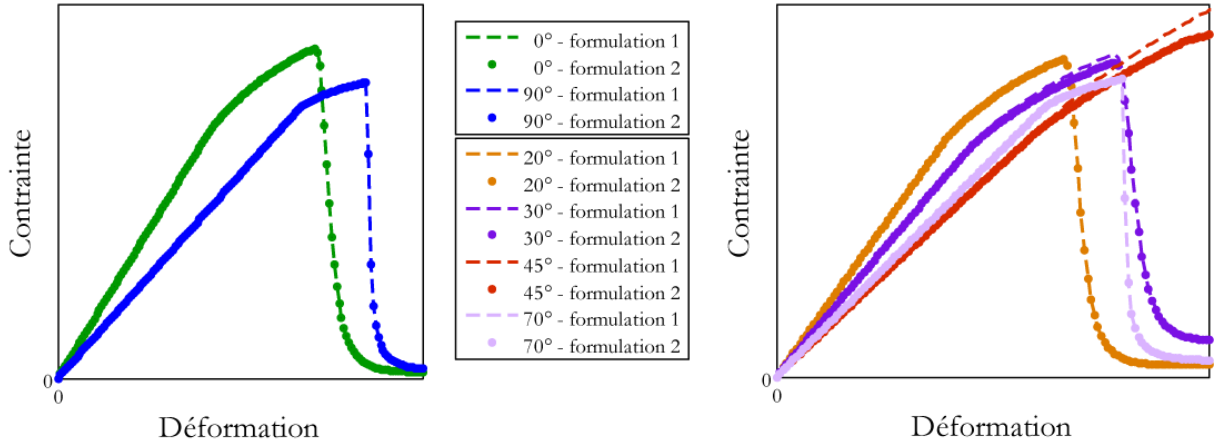 Contrainte
0
0
Déformation
0° - formulation 1
0° - formulation 2
90° - formulation 1
90° - formulation 2
20° - formulation 1
20° - formulation 2
30° - formulation 1
30° - formulation 2
45° - formulation 1
45° - formulation 2
70° - formulation 1
70° - formulation 2
Contrainte
0
0
Déformation